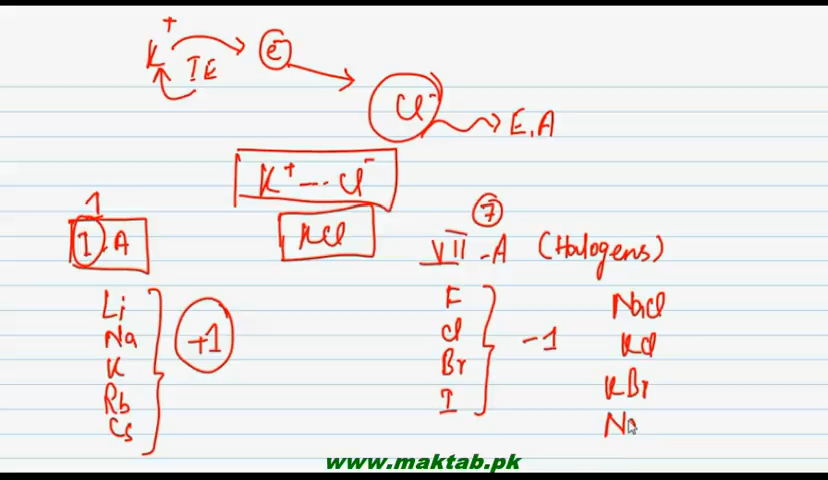 K⁺ IE e⁻
Cl⁻ E.A
K⁺ --- Cl⁻
KCl
1
I A
7
VII - A (Halogens)
Li
Na
K
Rb
Cs
+1
F
Cl
Br
I
-1
NaCl
KCl
KBr
Na
www.maktab.pk